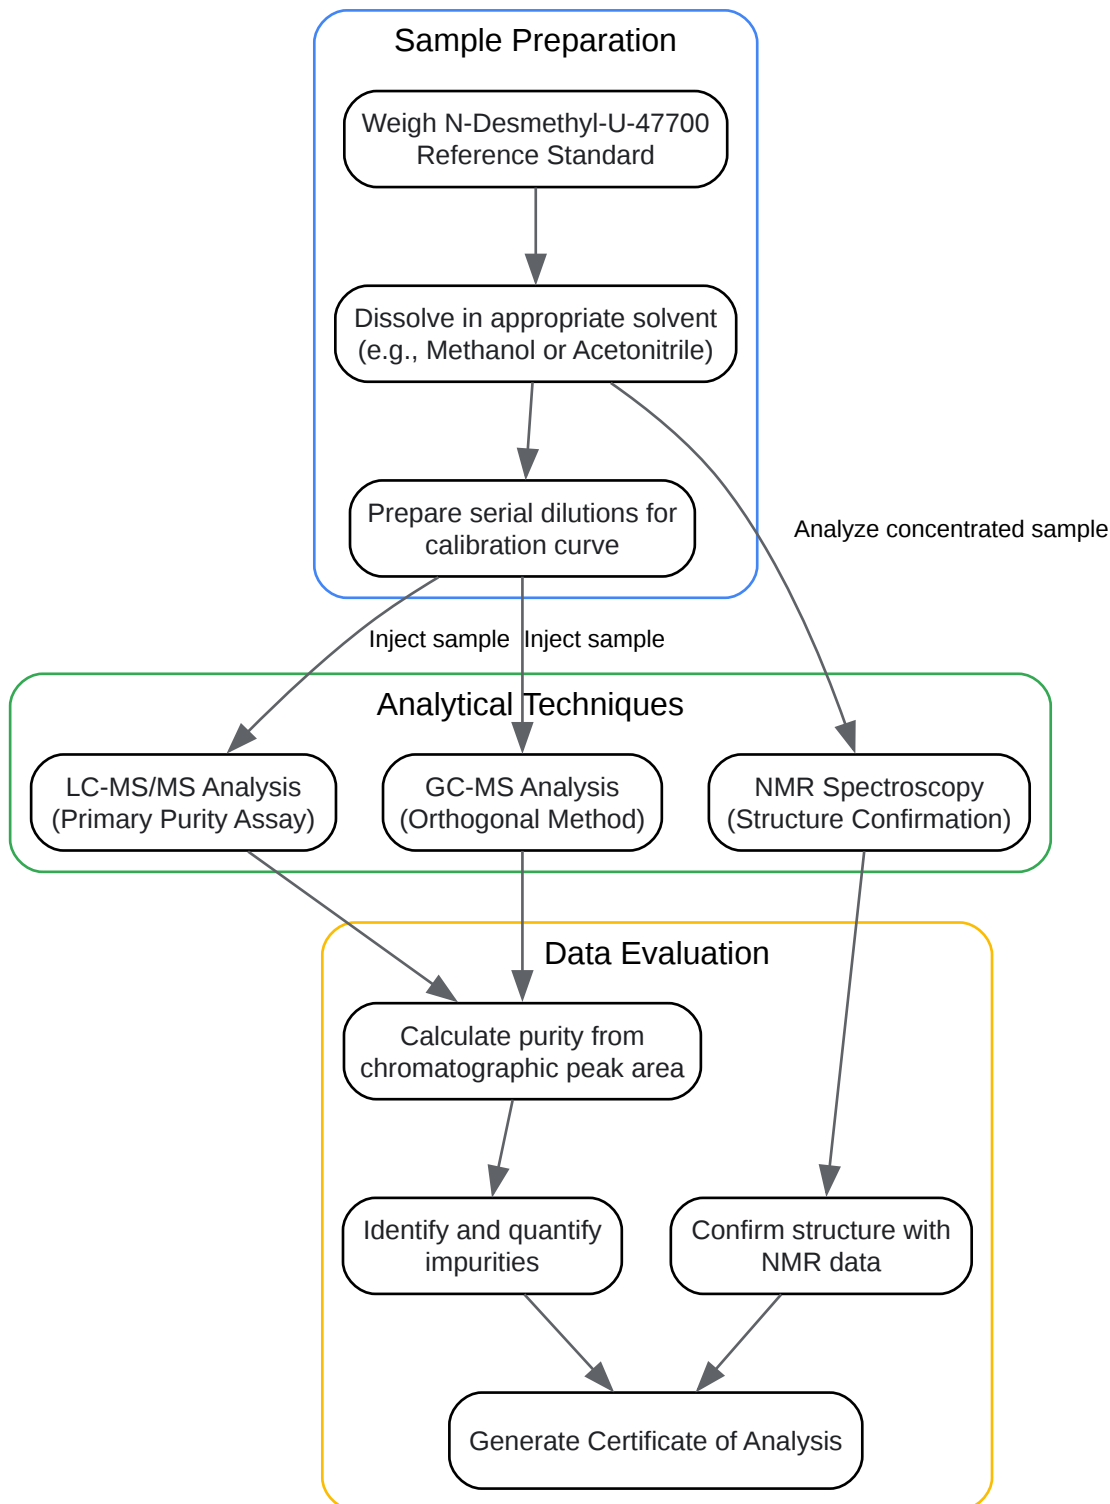 Sample Preparation
Weigh N-Desmethyl-U-47700
Reference Standard
Dissolve in appropriate solvent
(e.g., Methanol or Acetonitrile)
Prepare serial dilutions for
calibration curve
Analyze concentrated sample
Inject sample
Inject sample
Analytical Techniques
LC-MS/MS Analysis
(Primary Purity Assay)
GC-MS Analysis
(Orthogonal Method)
NMR Spectroscopy
(Structure Confirmation)
Data Evaluation
Calculate purity from
chromatographic peak area
Identify and quantify
impurities
Confirm structure with
NMR data
Generate Certificate of Analysis